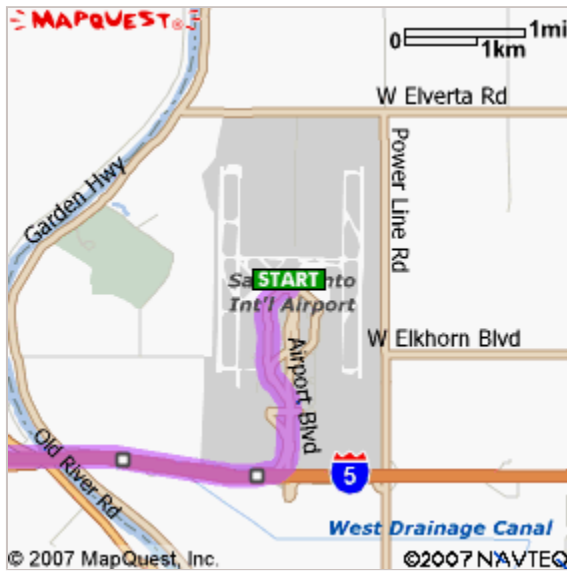 MAPQUEST
0
1mi
1km
W Elverta Rd
Garden Hwy
Power Line Rd
START
Int'l Airport
W Elkhorn Blvd
Airport Blvd
Old River Rd
5
West Drainage Canal
© 2007 MapQuest, Inc.
©2007 NAVTEQ